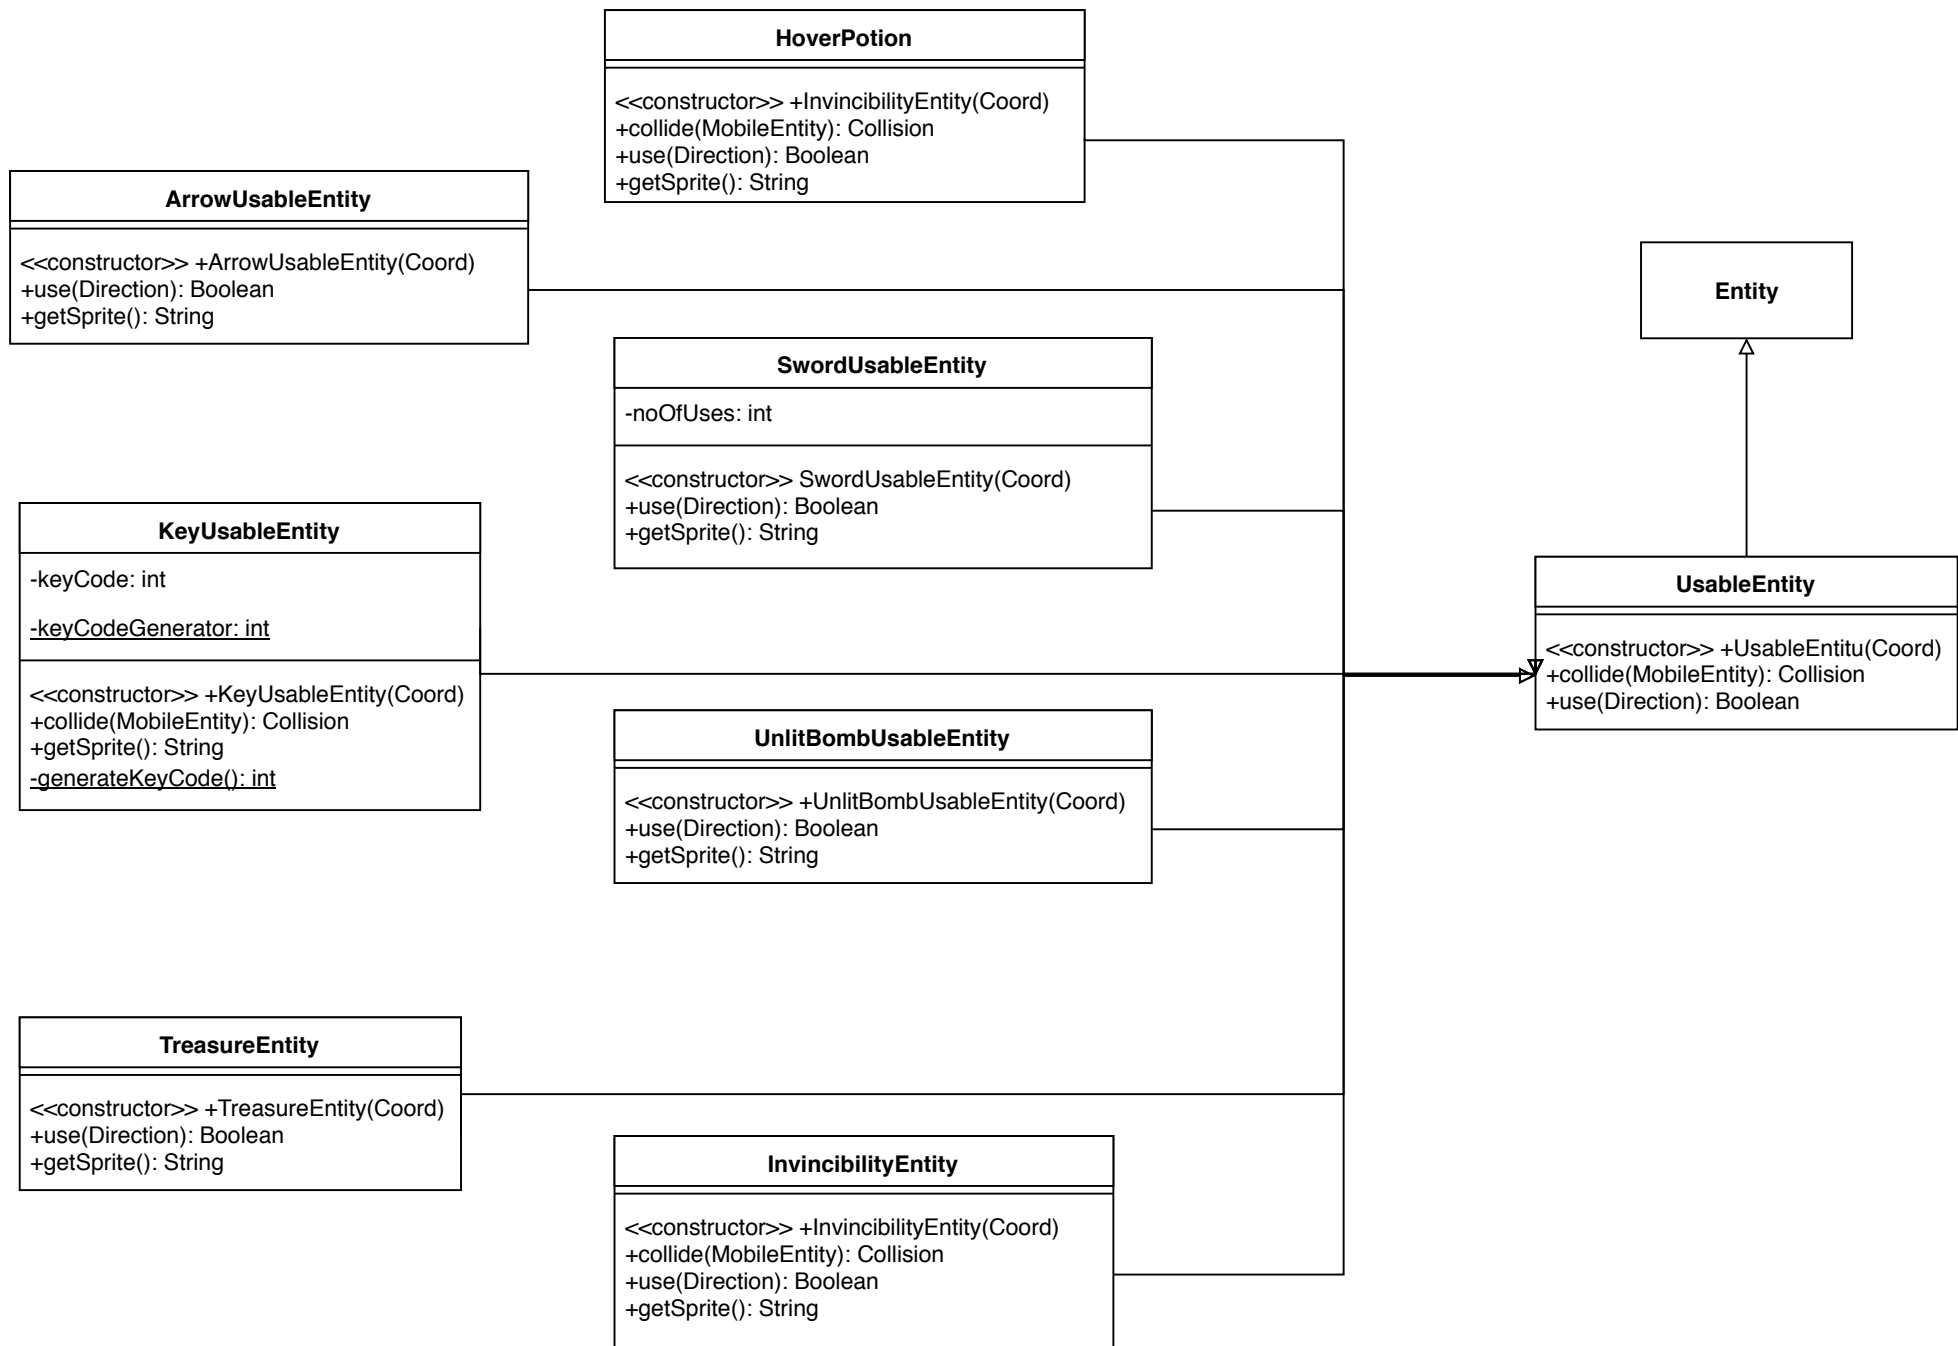 HoverPotion
<<constructor>> +InvincibilityEntity(Coord)
+collide(MobileEntity): Collision
+use(Direction): Boolean
+getSprite(): String
ArrowUsableEntity
<<constructor>> +ArrowUsableEntity(Coord)
+use(Direction): Boolean
+getSprite(): String
Entity
SwordUsableEntity
-noOfUses: int
<<constructor>> SwordUsableEntity(Coord)
+use(Direction): Boolean
+getSprite(): String
KeyUsableEntity
-keyCode: int
-keyCodeGenerator: int
<<constructor>> +KeyUsableEntity(Coord)
+collide(MobileEntity): Collision
+getSprite(): String
-generateKeyCode(): int
UsableEntity
<<constructor>> +UsableEntitu(Coord)
+collide(MobileEntity): Collision
+use(Direction): Boolean
UnlitBombUsableEntity
<<constructor>> +UnlitBombUsableEntity(Coord)
+use(Direction): Boolean
+getSprite(): String
TreasureEntity
<<constructor>> +TreasureEntity(Coord)
+use(Direction): Boolean
+getSprite(): String
InvincibilityEntity
<<constructor>> +InvincibilityEntity(Coord)
+collide(MobileEntity): Collision
+use(Direction): Boolean
+getSprite(): String